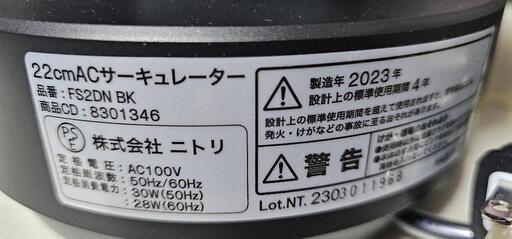 22cmACサーキュレーター
品番: FS2DN BK
商品CD: 8301346
PSE
株式会社 ニトリ
定格電圧: AC100V
定格周波数: 50Hz/60Hz
定格消費電力: 30W(50Hz)
28W(60Hz)
製造年 2023年
設計上の標準使用期間 4年
設計上の標準使用期間を超えて使用されますと、
発火・けがなどの事故に至るおそれがあり
警告
Lot.NT. 2303011968